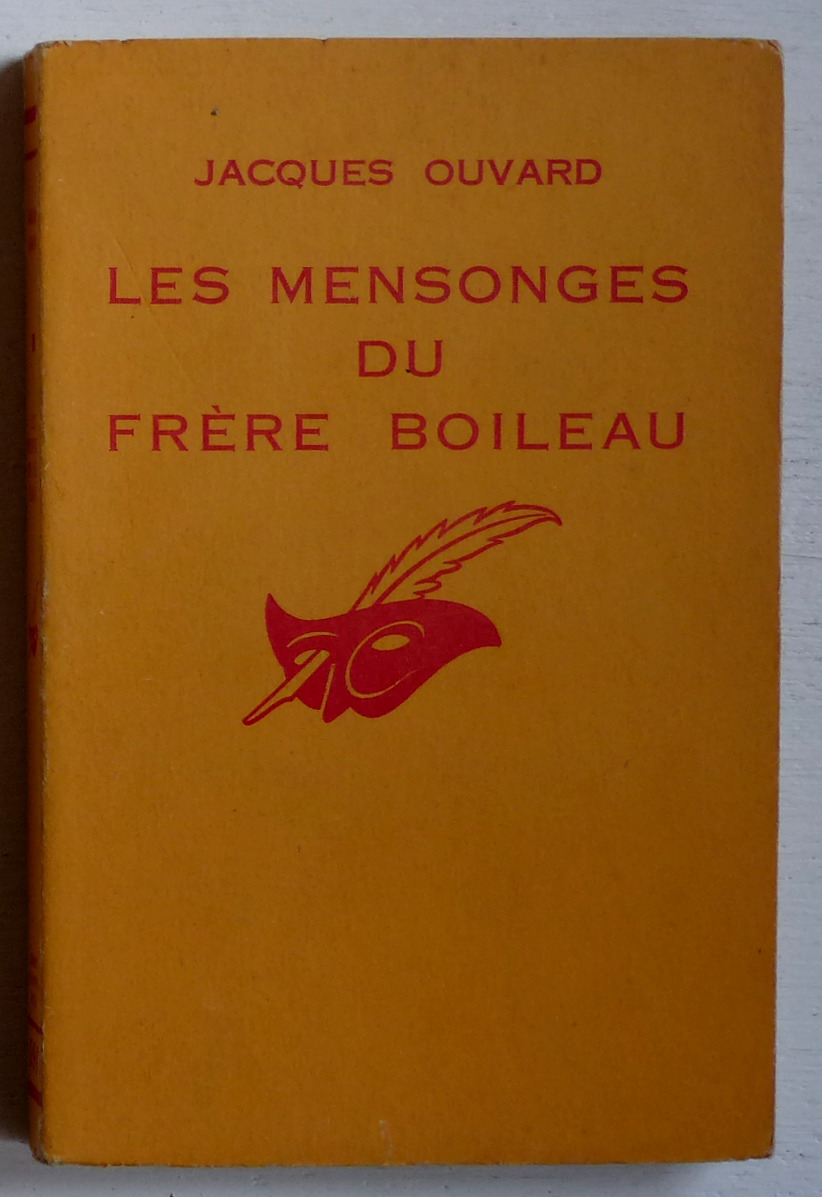 JACQUES OUVARD
LES MENSONGES
DU
FRÈRE BOILEAU